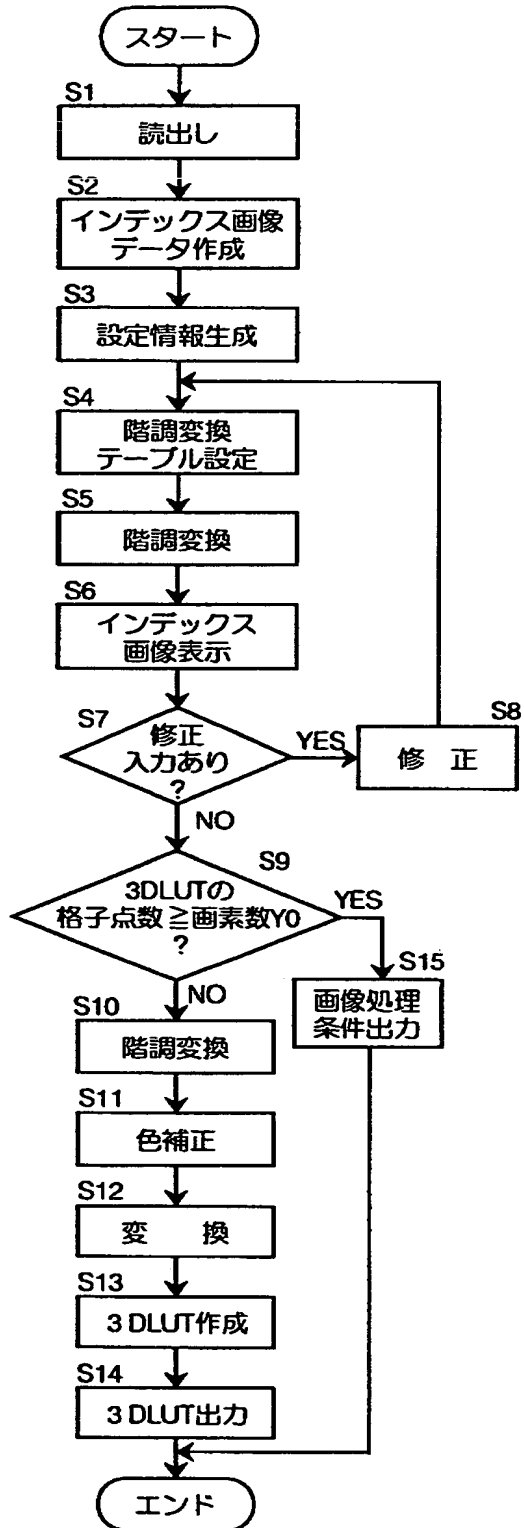 スタート
S1
読出し
S2
インデックス画像
データ作成
S3
設定情報生成
S4
階調変換
テーブル設定
S5
階調変換
S6
インデックス
画像表示
S7
修正
入力あり
?
YES
S8
修 正
NO
S9
3DLUTの
格子点数≧画素数Y0
?
YES
S15
画像処理
条件出力
NO
S10
階調変換
S11
色補正
S12
変 換
S13
3DLUT作成
S14
3DLUT出力
エンド